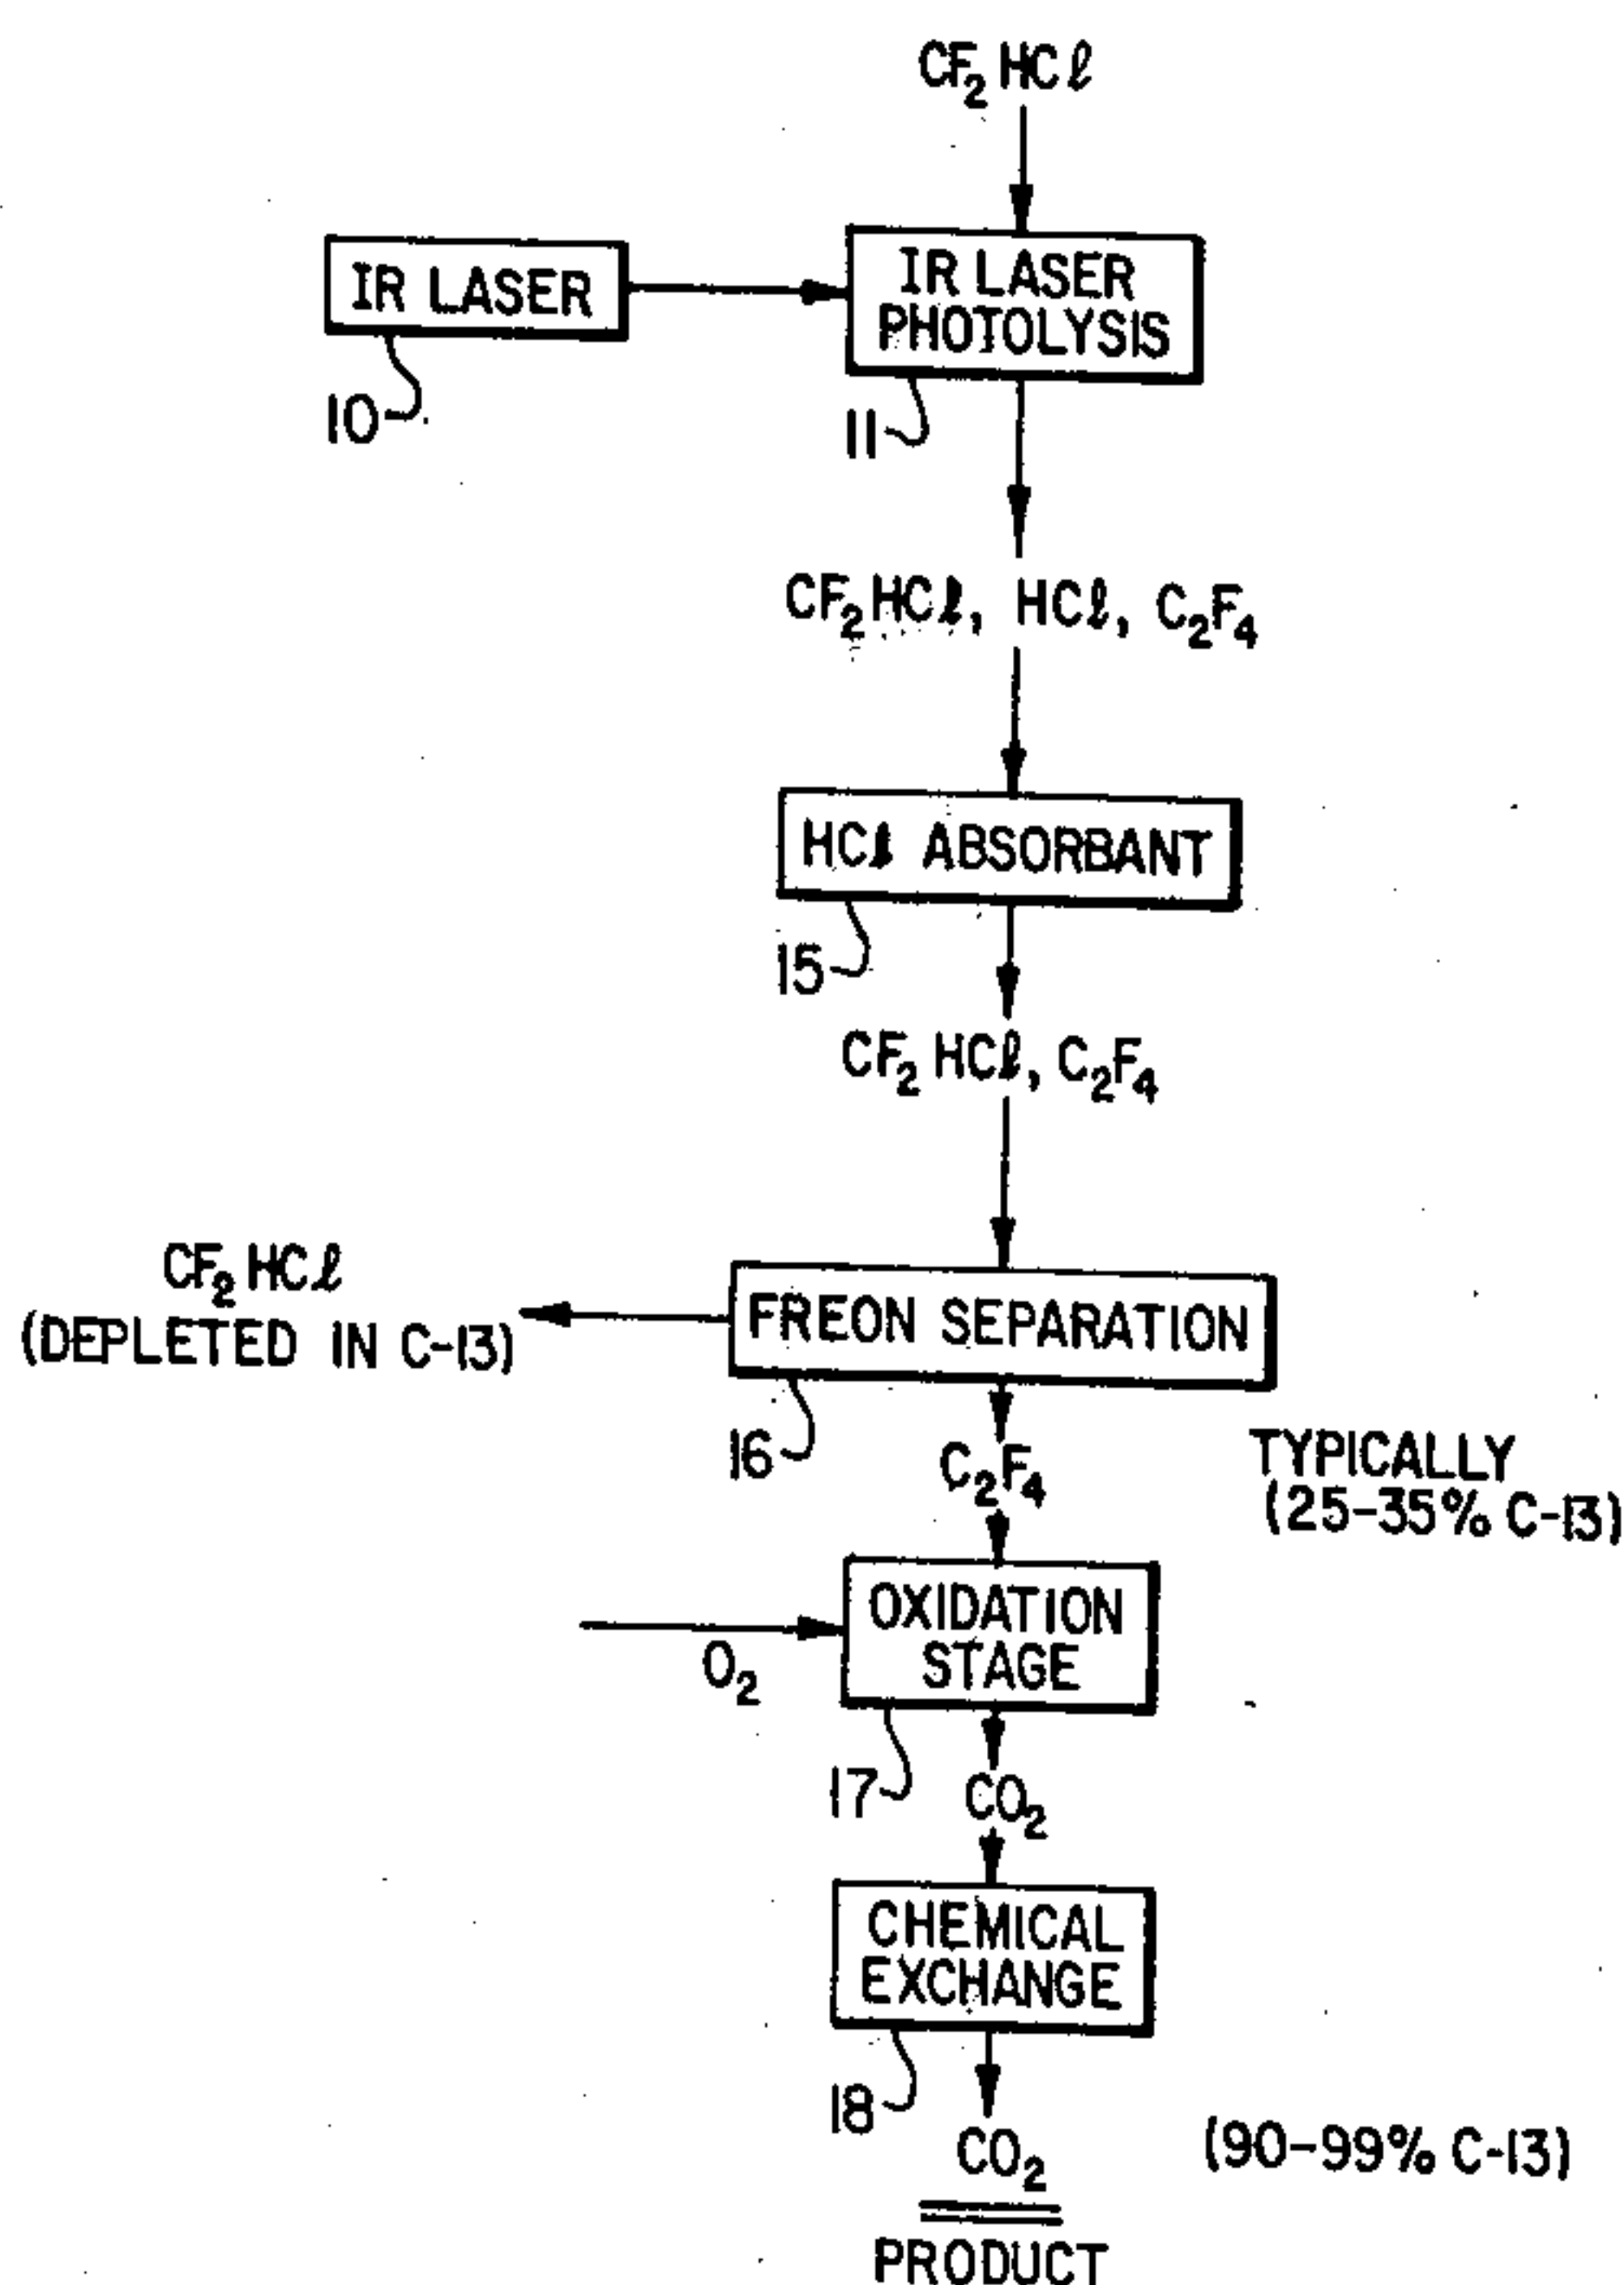 CF₂HCℓ
IR LASER
IR LASER
PHOTOLYSIS
10
11
CF₂HCℓ, HCℓ, C₂F₄
HCℓ ABSORBANT
15
CF₂HCℓ, C₂F₄
CF₂HCℓ
(DEPLETED IN C-13)
FREON SEPARATION
16
C₂F₄
TYPICALLY
(25-35% C-13)
O₂
OXIDATION
STAGE
17
CO₂
CHEMICAL
EXCHANGE
18
CO₂
(90-99% C-13)
PRODUCT